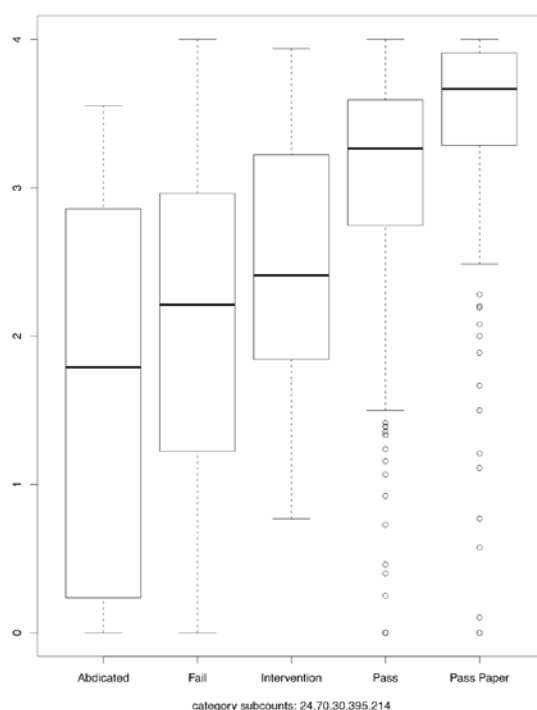 4
3
2
1
0
Abdicated Fail Intervention Pass Pass Paper
category subcounts: 24,70,30,395,214